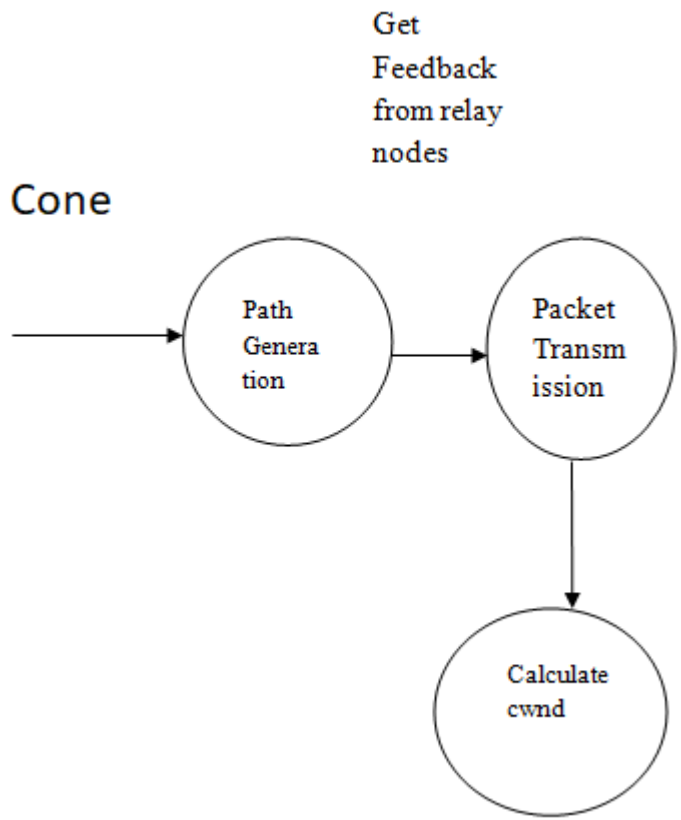 Get
Feedback
from relay
nodes
Cone
Path
Genera
tion
Packet
Transm
ission
Calculate
cwnd